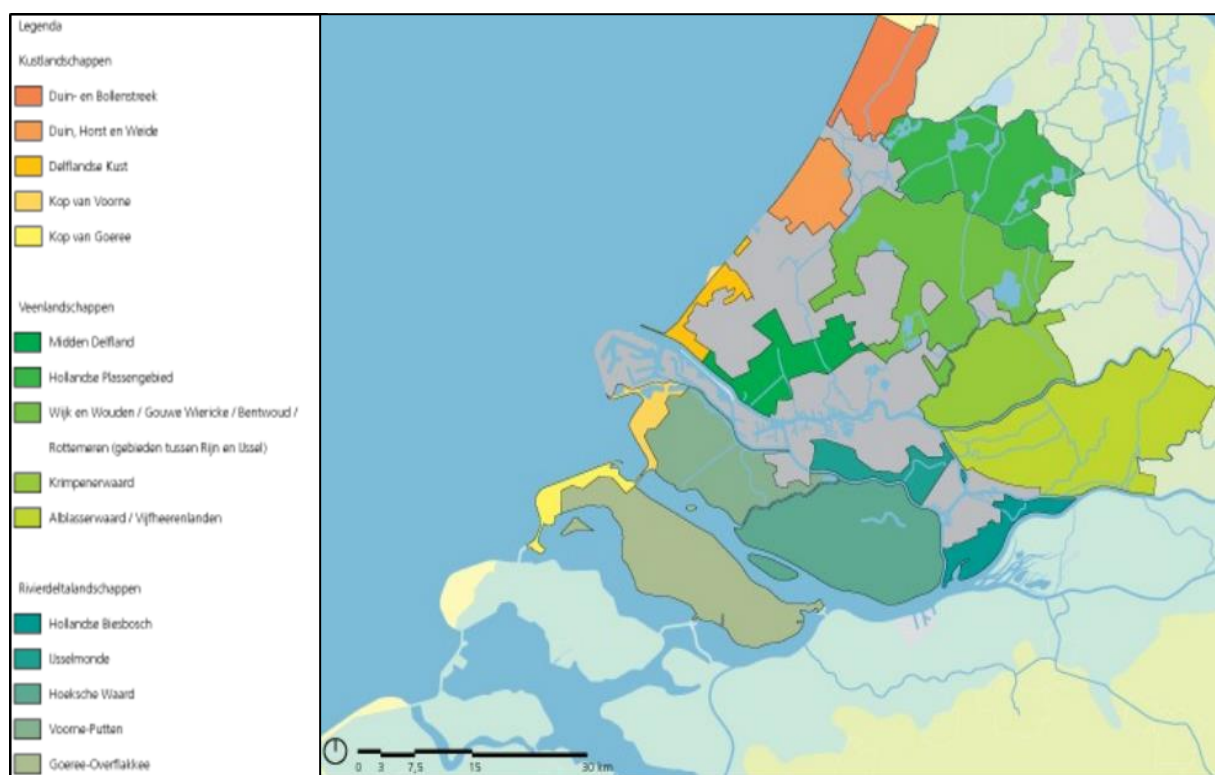 Legenda
Kustlandschappen
Duin- en Bollenstreek
Duin, Horst en Weide
Delflandse Kust
Kop van Voorne
Kop van Goeree
Veenlandschappen
Midden Delfland
Hollandse Plassengebied
Wijk en Wouden / Gouwe Wiericke / Bentwoud /
Rottemeren (gebieden tussen Rijn en IJssel)
Krimpenerwaard
Alblasserwaard / Vijfheerenlanden
Rivierdeltalandschappen
Hollandse Biesbosch
IJsselmonde
Hoeksche Waard
Voorne-Putten
Goeree-Overflakkee
0 3 7,5 15 30 km